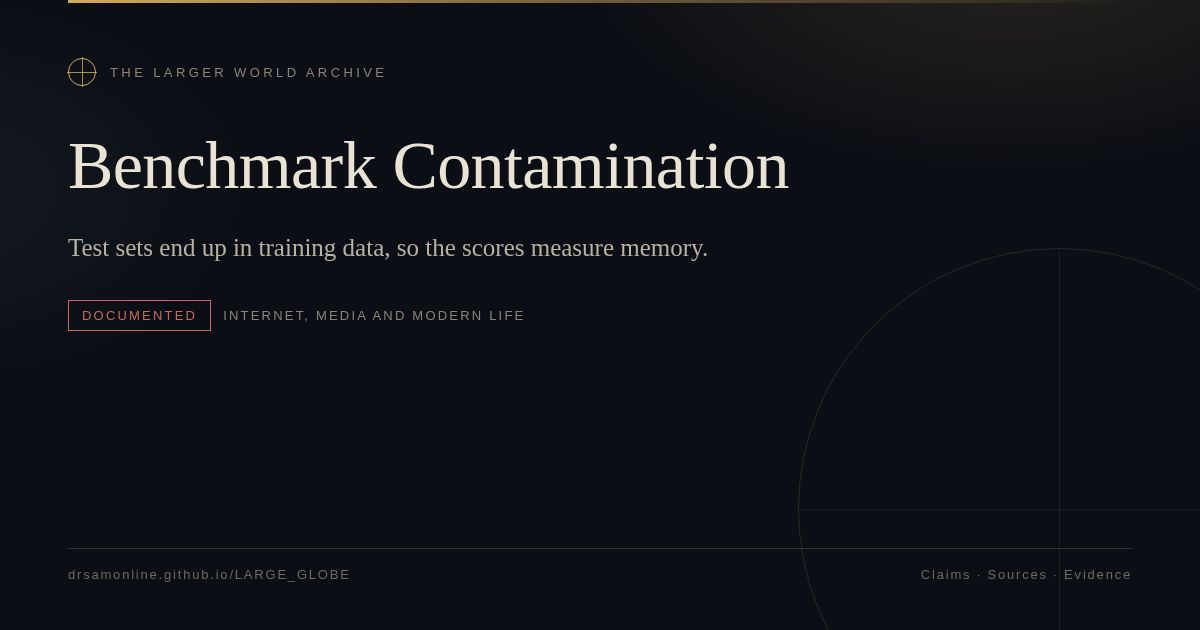 THE LARGER WORLD ARCHIVE
Benchmark Contamination
Test sets end up in training data, so the scores measure memory.
DOCUMENTED INTERNET, MEDIA AND MODERN LIFE
drsamonline.github.io/LARGE_GLOBE Claims · Sources · Evidence